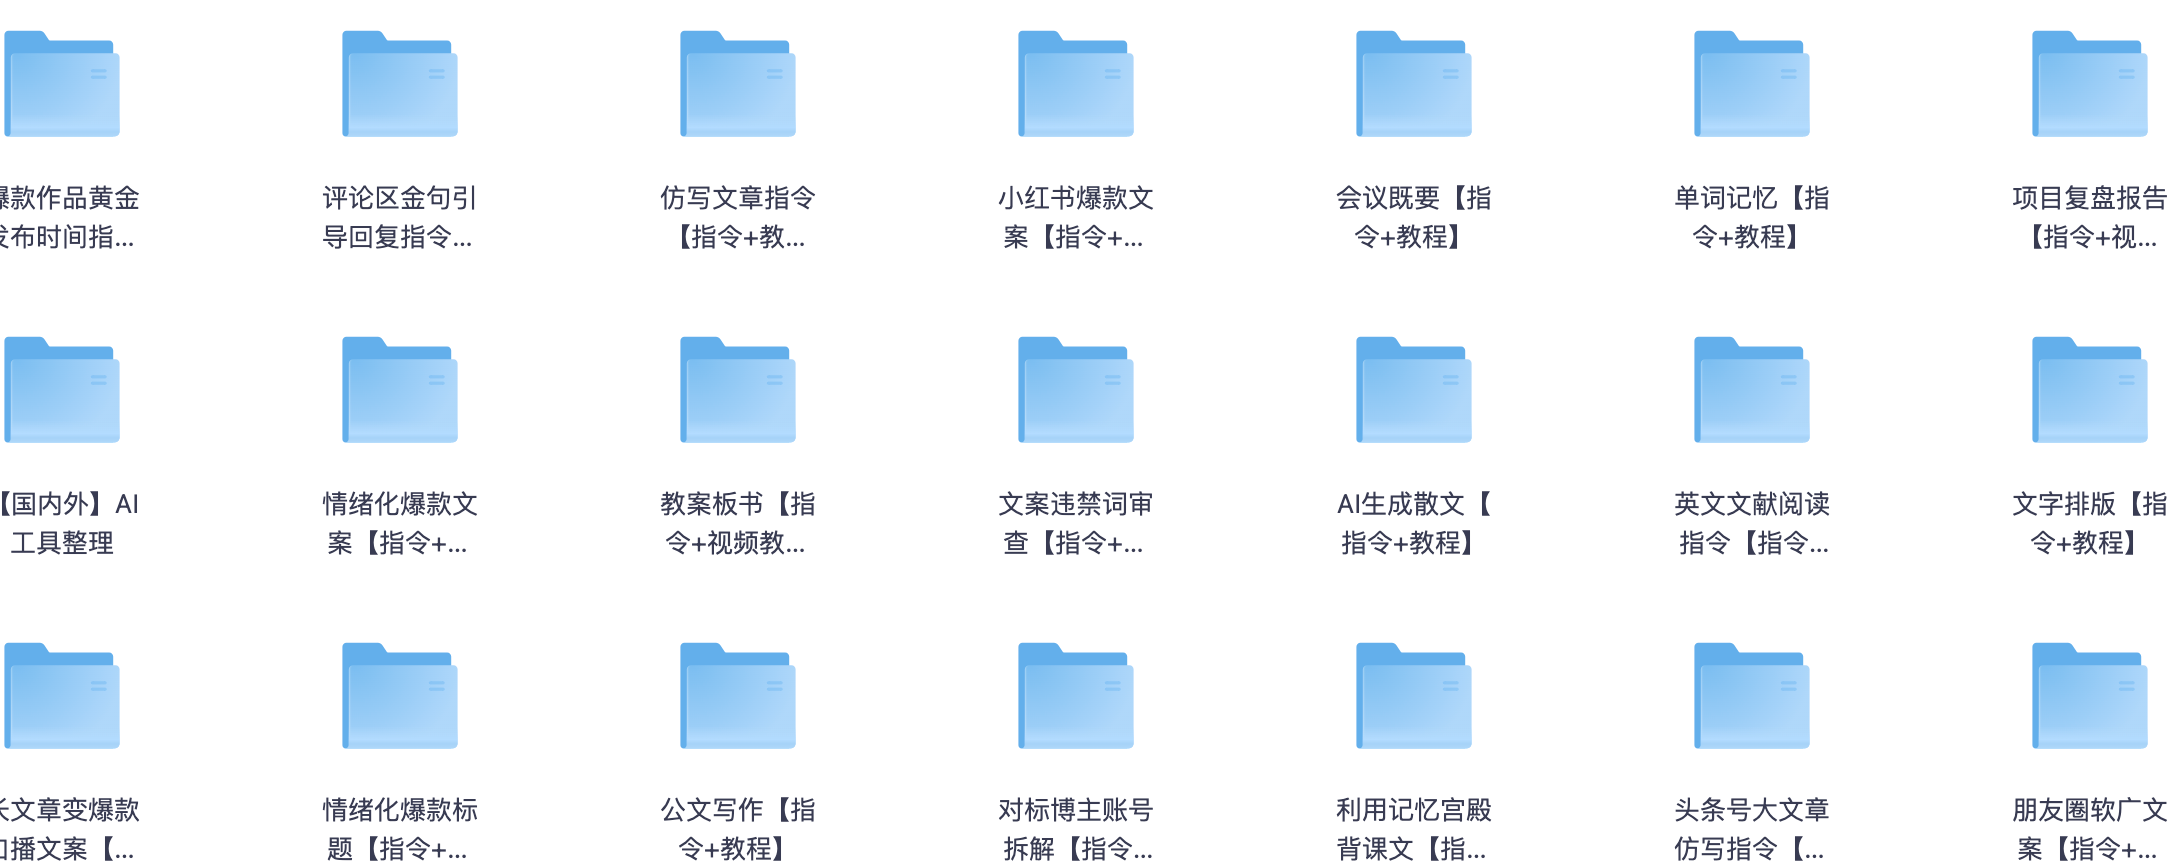 爆款作品黄金
发布时间指...
评论区金句引
导回复指令...
仿写文章指令
【指令+教...
小红书爆款文
案【指令+...
会议既要【指
令+教程】
单词记忆【指
令+教程】
项目复盘报告
【指令+视...
【国内外】AI
工具整理
情绪化爆款文
案【指令+...
教案板书【指
令+视频教...
文案违禁词审
查【指令+...
AI生成散文【
指令+教程】
英文文献阅读
指令【指令...
文字排版【指
令+教程】
长文章变爆款
口播文案【...
情绪化爆款标
题【指令+...
公文写作【指
令+教程】
对标博主账号
拆解【指令...
利用记忆宫殿
背课文【指...
头条号大文章
仿写指令【...
朋友圈软广文
案【指令+...